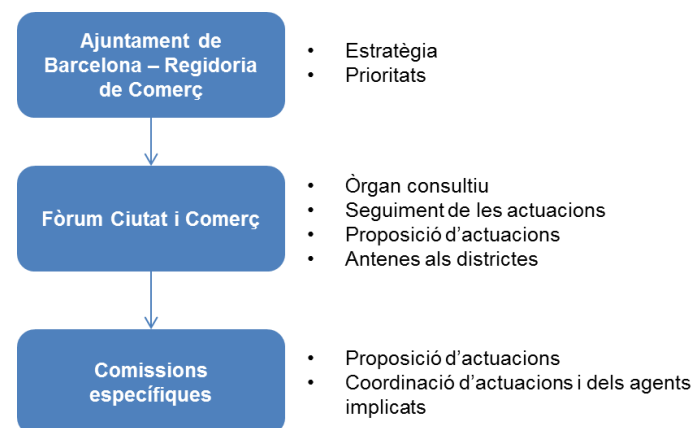 Ajuntament de
Barcelona – Regidoria
de Comerç
• Estratègia
• Prioritats
Fòrum Ciutat i Comerç
• Òrgan consultiu
• Seguiment de les actuacions
• Proposició d’actuacions
• Antenes als districtes
Comissions
específiques
• Proposició d’actuacions
• Coordinació d’actuacions i dels agents
implicats